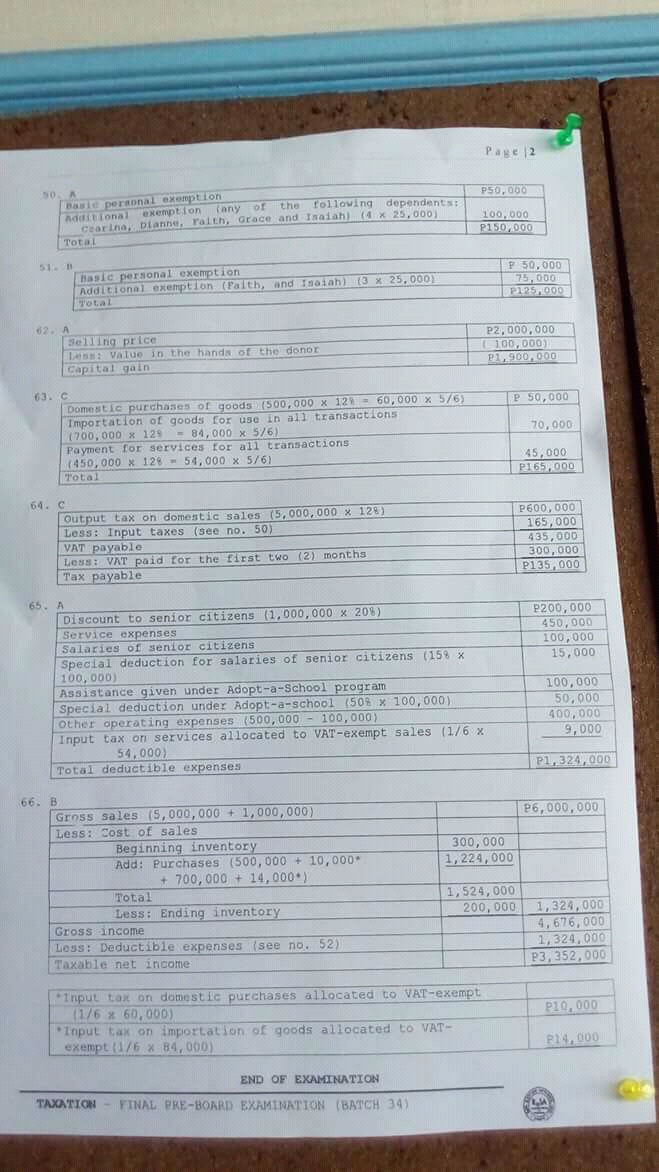 Page |2
50. A
Basic personal exemption P50,000
Additional exemption (any of the following dependents:
Czarina, Dianne, Faith, Grace and Isaiah) (4 x 25,000) 100,000
Total P150,000
51. B
Basic personal exemption P 50,000
Additional exemption (Faith, and Isaiah) (3 x 25,000) 75,000
Total P125,000
62. A
Selling price P2,000,000
Less: Value in the hands of the donor ( 100,000)
Capital gain P1,900,000
63. C
Domestic purchases of goods (500,000 x 12% = 60,000 x 5/6) P 50,000
Importation of goods for use in all transactions
(700,000 x 12% = 84,000 x 5/6) 70,000
Payment for services for all transactions
(450,000 x 12% = 54,000 x 5/6) 45,000
Total P165,000
64. C
Output tax on domestic sales (5,000,000 x 12%) P600,000
Less: Input taxes (see no. 50) 165,000
VAT payable 435,000
Less: VAT paid for the first two (2) months 300,000
Tax payable P135,000
65. A
Discount to senior citizens (1,000,000 x 20%) P200,000
Service expenses 450,000
Salaries of senior citizens 100,000
Special deduction for salaries of senior citizens (15% x 15,000
100,000)
Assistance given under Adopt-a-School program 100,000
Special deduction under Adopt-a-school (50% x 100,000) 50,000
Other operating expenses (500,000 - 100,000) 400,000
Input tax on services allocated to VAT-exempt sales (1/6 x 9,000
54,000)
Total deductible expenses P1,324,000
66. B
Gross sales (5,000,000 + 1,000,000) P6,000,000
Less: Cost of sales
Beginning inventory 300,000
Add: Purchases (500,000 + 10,000* 1,224,000
+ 700,000 + 14,000*)
Total 1,524,000
Less: Ending inventory 200,000 1,324,000
Gross income 4,676,000
Less: Deductible expenses (see no. 52) 1,324,000
Taxable net income P3,352,000
*Input tax on domestic purchases allocated to VAT-exempt
(1/6 x 60,000) P10,000
*Input tax on importation of goods allocated to VAT-
exempt(1/6 x 84,000) P14,000
END OF EXAMINATION
TAXATION - FINAL PRE-BOARD EXAMINATION (BATCH 34)